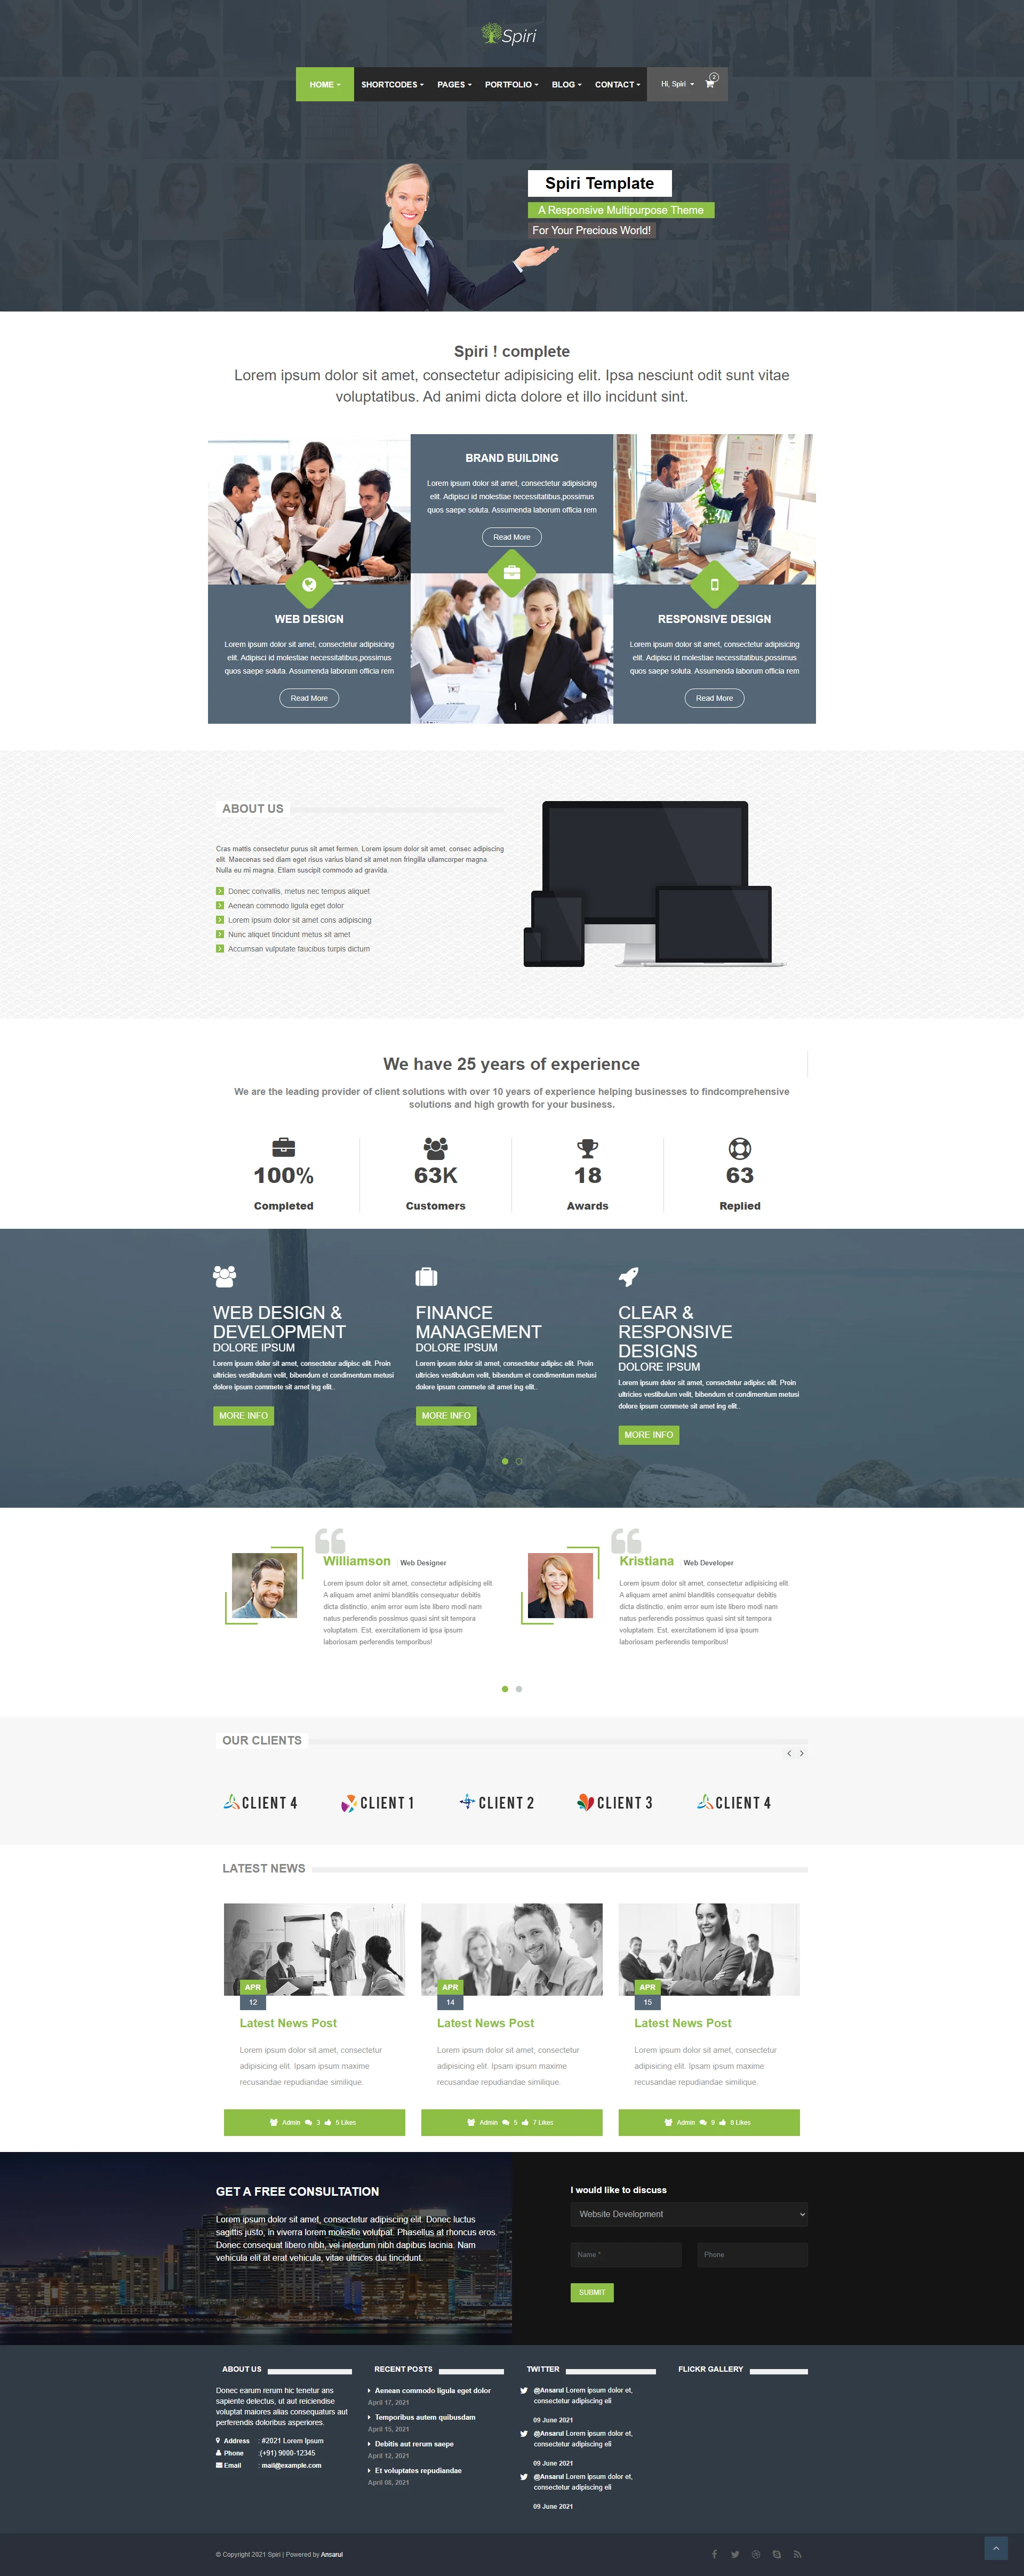 Spiri
HOME SHORTCODES PAGES PORTFOLIO BLOG CONTACT Hi, Spiri 2
Spiri Template
A Responsive Multipurpose Theme
For Your Precious World!
Spiri ! complete
Lorem ipsum dolor sit amet, consectetur adipisicing elit. Ipsa nesciunt odit sunt vitae
voluptatibus. Ad animi dicta dolore et illo incidunt sint.
BRAND BUILDING
Lorem ipsum dolor sit amet, consectetur adipisicing
elit. Adipisci id molestiae necessitatibus,possimus
quos saepe soluta. Assumenda laborum officia rem
Read More
WEB DESIGN
Lorem ipsum dolor sit amet, consectetur adipisicing
elit. Adipisci id molestiae necessitatibus,possimus
quos saepe soluta. Assumenda laborum officia rem
Read More
RESPONSIVE DESIGN
Lorem ipsum dolor sit amet, consectetur adipisicing
elit. Adipisci id molestiae necessitatibus,possimus
quos saepe soluta. Assumenda laborum officia rem
Read More
ABOUT US
Cras mattis consectetur purus sit amet fermen. Lorem ipsum dolor sit amet, consec adipiscing
elit. Maecenas sed diam eget risus varius bland sit amet non fringilla ullamcorper magna.
Nulla eu mi magna. Etiam suscipit commodo ad gravida.
Donec convallis, metus nec tempus aliquet
Aenean commodo ligula eget dolor
Lorem ipsum dolor sit amet cons adipiscing
Nunc aliquet tincidunt metus sit amet
Accumsan vulputate faucibus turpis dictum
We have 25 years of experience
We are the leading provider of client solutions with over 10 years of experience helping businesses to findcomprehensive
solutions and high growth for your business.
100% 63K 18 63
Completed Customers Awards Replied
WEB DESIGN &
DEVELOPMENT
DOLORE IPSUM
Lorem ipsum dolor sit amet, consectetur adipisc elit. Proin
ultricies vestibulum velit, bibendum et condimentum metusi
dolore ipsum commete sit amet ing elit..
MORE INFO
FINANCE
MANAGEMENT
DOLORE IPSUM
Lorem ipsum dolor sit amet, consectetur adipisc elit. Proin
ultricies vestibulum velit, bibendum et condimentum metusi
dolore ipsum commete sit amet ing elit..
MORE INFO
CLEAR &
RESPONSIVE
DESIGNS
DOLORE IPSUM
Lorem ipsum dolor sit amet, consectetur adipisc elit. Proin
ultricies vestibulum velit, bibendum et condimentum metusi
dolore ipsum commete sit amet ing elit..
MORE INFO
Williamson Web Designer
Lorem ipsum dolor sit amet, consectetur adipisicing elit.
A aliquam amet animi blanditiis consequatur debitis
dicta distinctio, enim error eum iste libero modi nam
natus perferendis possimus quasi sint sit tempora
voluptatem. Est, exercitationem id ipsa ipsum
laboriosam perferendis temporibus!
Kristiana Web Developer
Lorem ipsum dolor sit amet, consectetur adipisicing elit.
A aliquam amet animi blanditiis consequatur debitis
dicta distinctio, enim error eum iste libero modi nam
natus perferendis possimus quasi sint sit tempora
voluptatem. Est, exercitationem id ipsa ipsum
laboriosam perferendis temporibus!
OUR CLIENTS
CLIENT 4 CLIENT 1 CLIENT 2 CLIENT 3 CLIENT 4
LATEST NEWS
APR
12
Latest News Post
Lorem ipsum dolor sit amet, consectetur
adipisicing elit. Ipsam ipsum maxime
recusandae repudiandae similique.
Admin 3 5 Likes
APR
14
Latest News Post
Lorem ipsum dolor sit amet, consectetur
adipisicing elit. Ipsam ipsum maxime
recusandae repudiandae similique.
Admin 5 7 Likes
APR
15
Latest News Post
Lorem ipsum dolor sit amet, consectetur
adipisicing elit. Ipsam ipsum maxime
recusandae repudiandae similique.
Admin 9 8 Likes
GET A FREE CONSULTATION
Lorem ipsum dolor sit amet, consectetur adipiscing elit. Donec luctus
sagittis justo, in viverra lorem molestie volutpat. Phasellus at rhoncus eros.
Donec consequat libero nibh, vel interdum nibh dapibus lacinia. Nam
vehicula elit at erat vehicula, vitae ultrices dui tincidunt.
I would like to discuss
Website Development
Name * Phone
SUBMIT
ABOUT US
Donec earum rerum hic tenetur ans
sapiente delectus, ut aut reiciendise
voluptat maiores alias consequaturs aut
perferendis doloribus asperiores.
Address : #2021 Lorem Ipsum
Phone :(+91) 9000-12345
Email : mail@example.com
RECENT POSTS
Aenean commodo ligula eget dolor
April 17, 2021
Temporibus autem quibusdam
April 15, 2021
Debitis aut rerum saepe
April 12, 2021
Et voluptates repudiandae
April 08, 2021
TWITTER
@Ansarul Lorem ipsum dolor et,
consectetur adipiscing eli
09 June 2021
@Ansarul Lorem ipsum dolor et,
consectetur adipiscing eli
09 June 2021
@Ansarul Lorem ipsum dolor et,
consectetur adipiscing eli
09 June 2021
FLICKR GALLERY
© Copyright 2021 Spiri | Powered by Ansarul